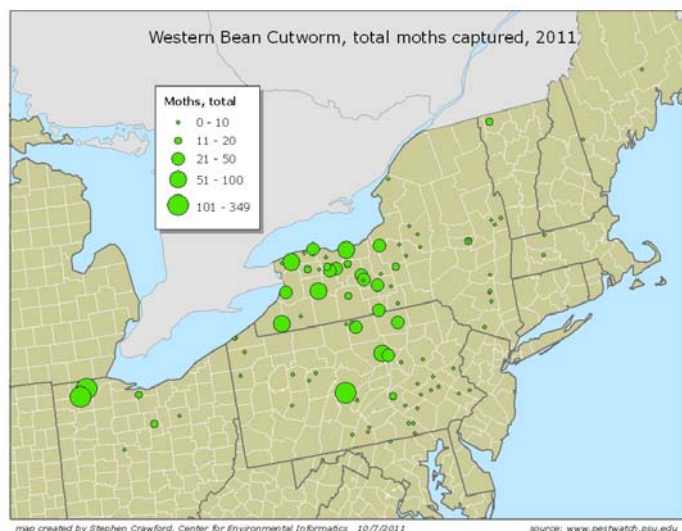 Western Bean Cutworm, total moths captured, 2011
Moths, total
0 - 10
11 - 20
21 - 50
51 - 100
101 - 349
map created by Stephen Crawford, Center for Environmental Informatics 10/7/2011
source: www.pestwatch.psu.edu